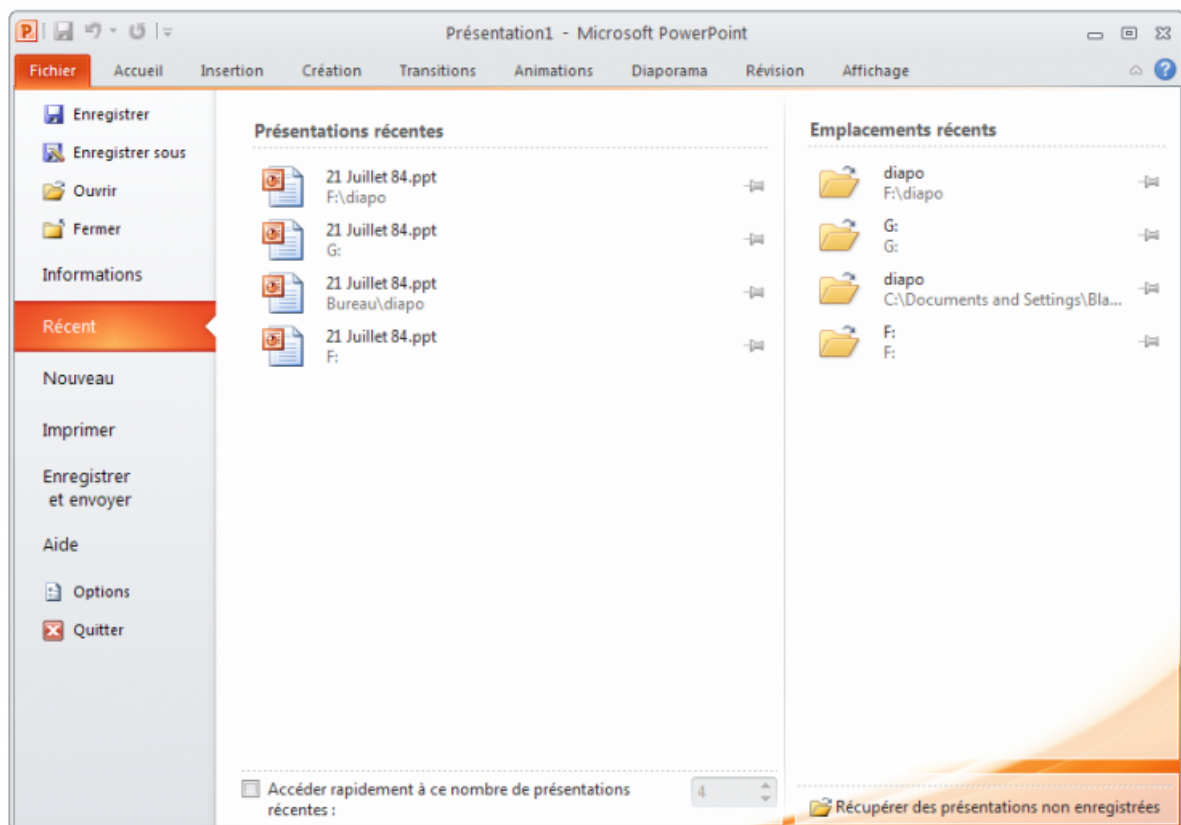 Présentation1 - Microsoft PowerPoint
Fichier Accueil Insertion Création Transitions Animations Diaporama Révision Affichage
Enregistrer
Enregistrer sous
Ouvrir
Fermer
Informations
Récent
Nouveau
Imprimer
Enregistrer
et envoyer
Aide
Options
Quitter
Présentations récentes
21 Juillet 84.ppt
F:\diapo
21 Juillet 84.ppt
G:
21 Juillet 84.ppt
Bureau\diapo
21 Juillet 84.ppt
F:
Accéder rapidement à ce nombre de présentations
récentes :
4
Emplacements récents
diapo
F:\diapo
G:
G:
diapo
C:\Documents and Settings\Bla...
F:
F:
Récupérer des présentations non enregistrées